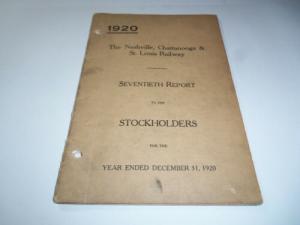 1920
The Nashville, Chattanooga &
St. Louis Railway
SEVENTIETH REPORT
TO THE
STOCKHOLDERS
FOR THE
YEAR ENDED DECEMBER 31, 1920